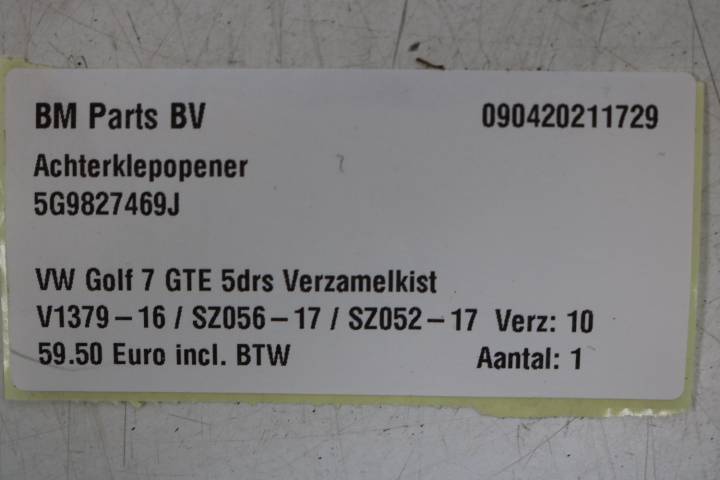 BM Parts BV 090420211729
Achterklepopener
5G9827469J
VW Golf 7 GTE 5drs Verzamelkist
V1379-16 / SZ056-17 / SZ052-17 Verz: 10
59.50 Euro incl. BTW Aantal: 1